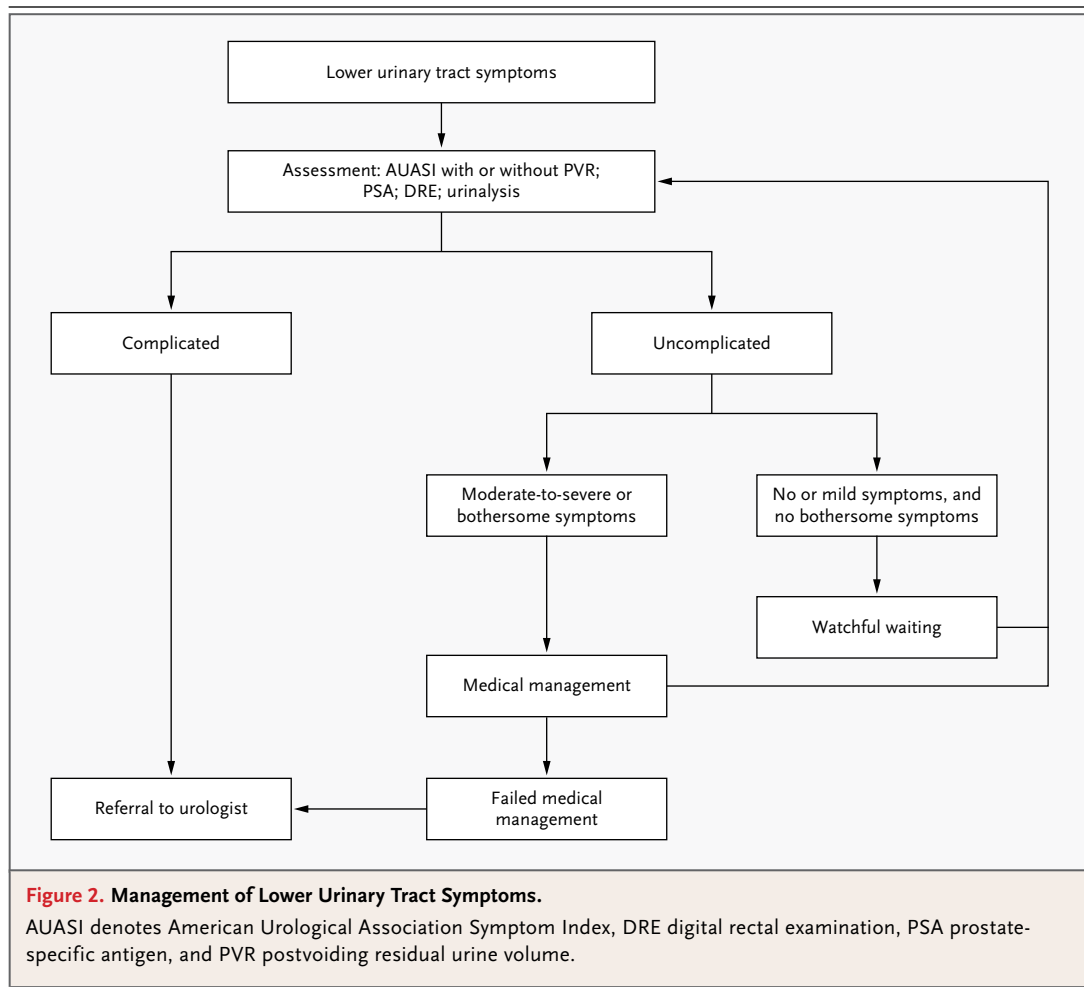 Lower urinary tract symptoms
Assessment: AUASI with or without PVR;
PSA; DRE; urinalysis
Complicated
Uncomplicated
Moderate-to-severe or
bothersome symptoms
No or mild symptoms, and
no bothersome symptoms
Watchful waiting
Medical management
Referral to urologist
Failed medical
management
Figure 2. Management of Lower Urinary Tract Symptoms.
AUASI denotes American Urological Association Symptom Index, DRE digital rectal examination, PSA prostate-
specific antigen, and PVR postvoiding residual urine volume.